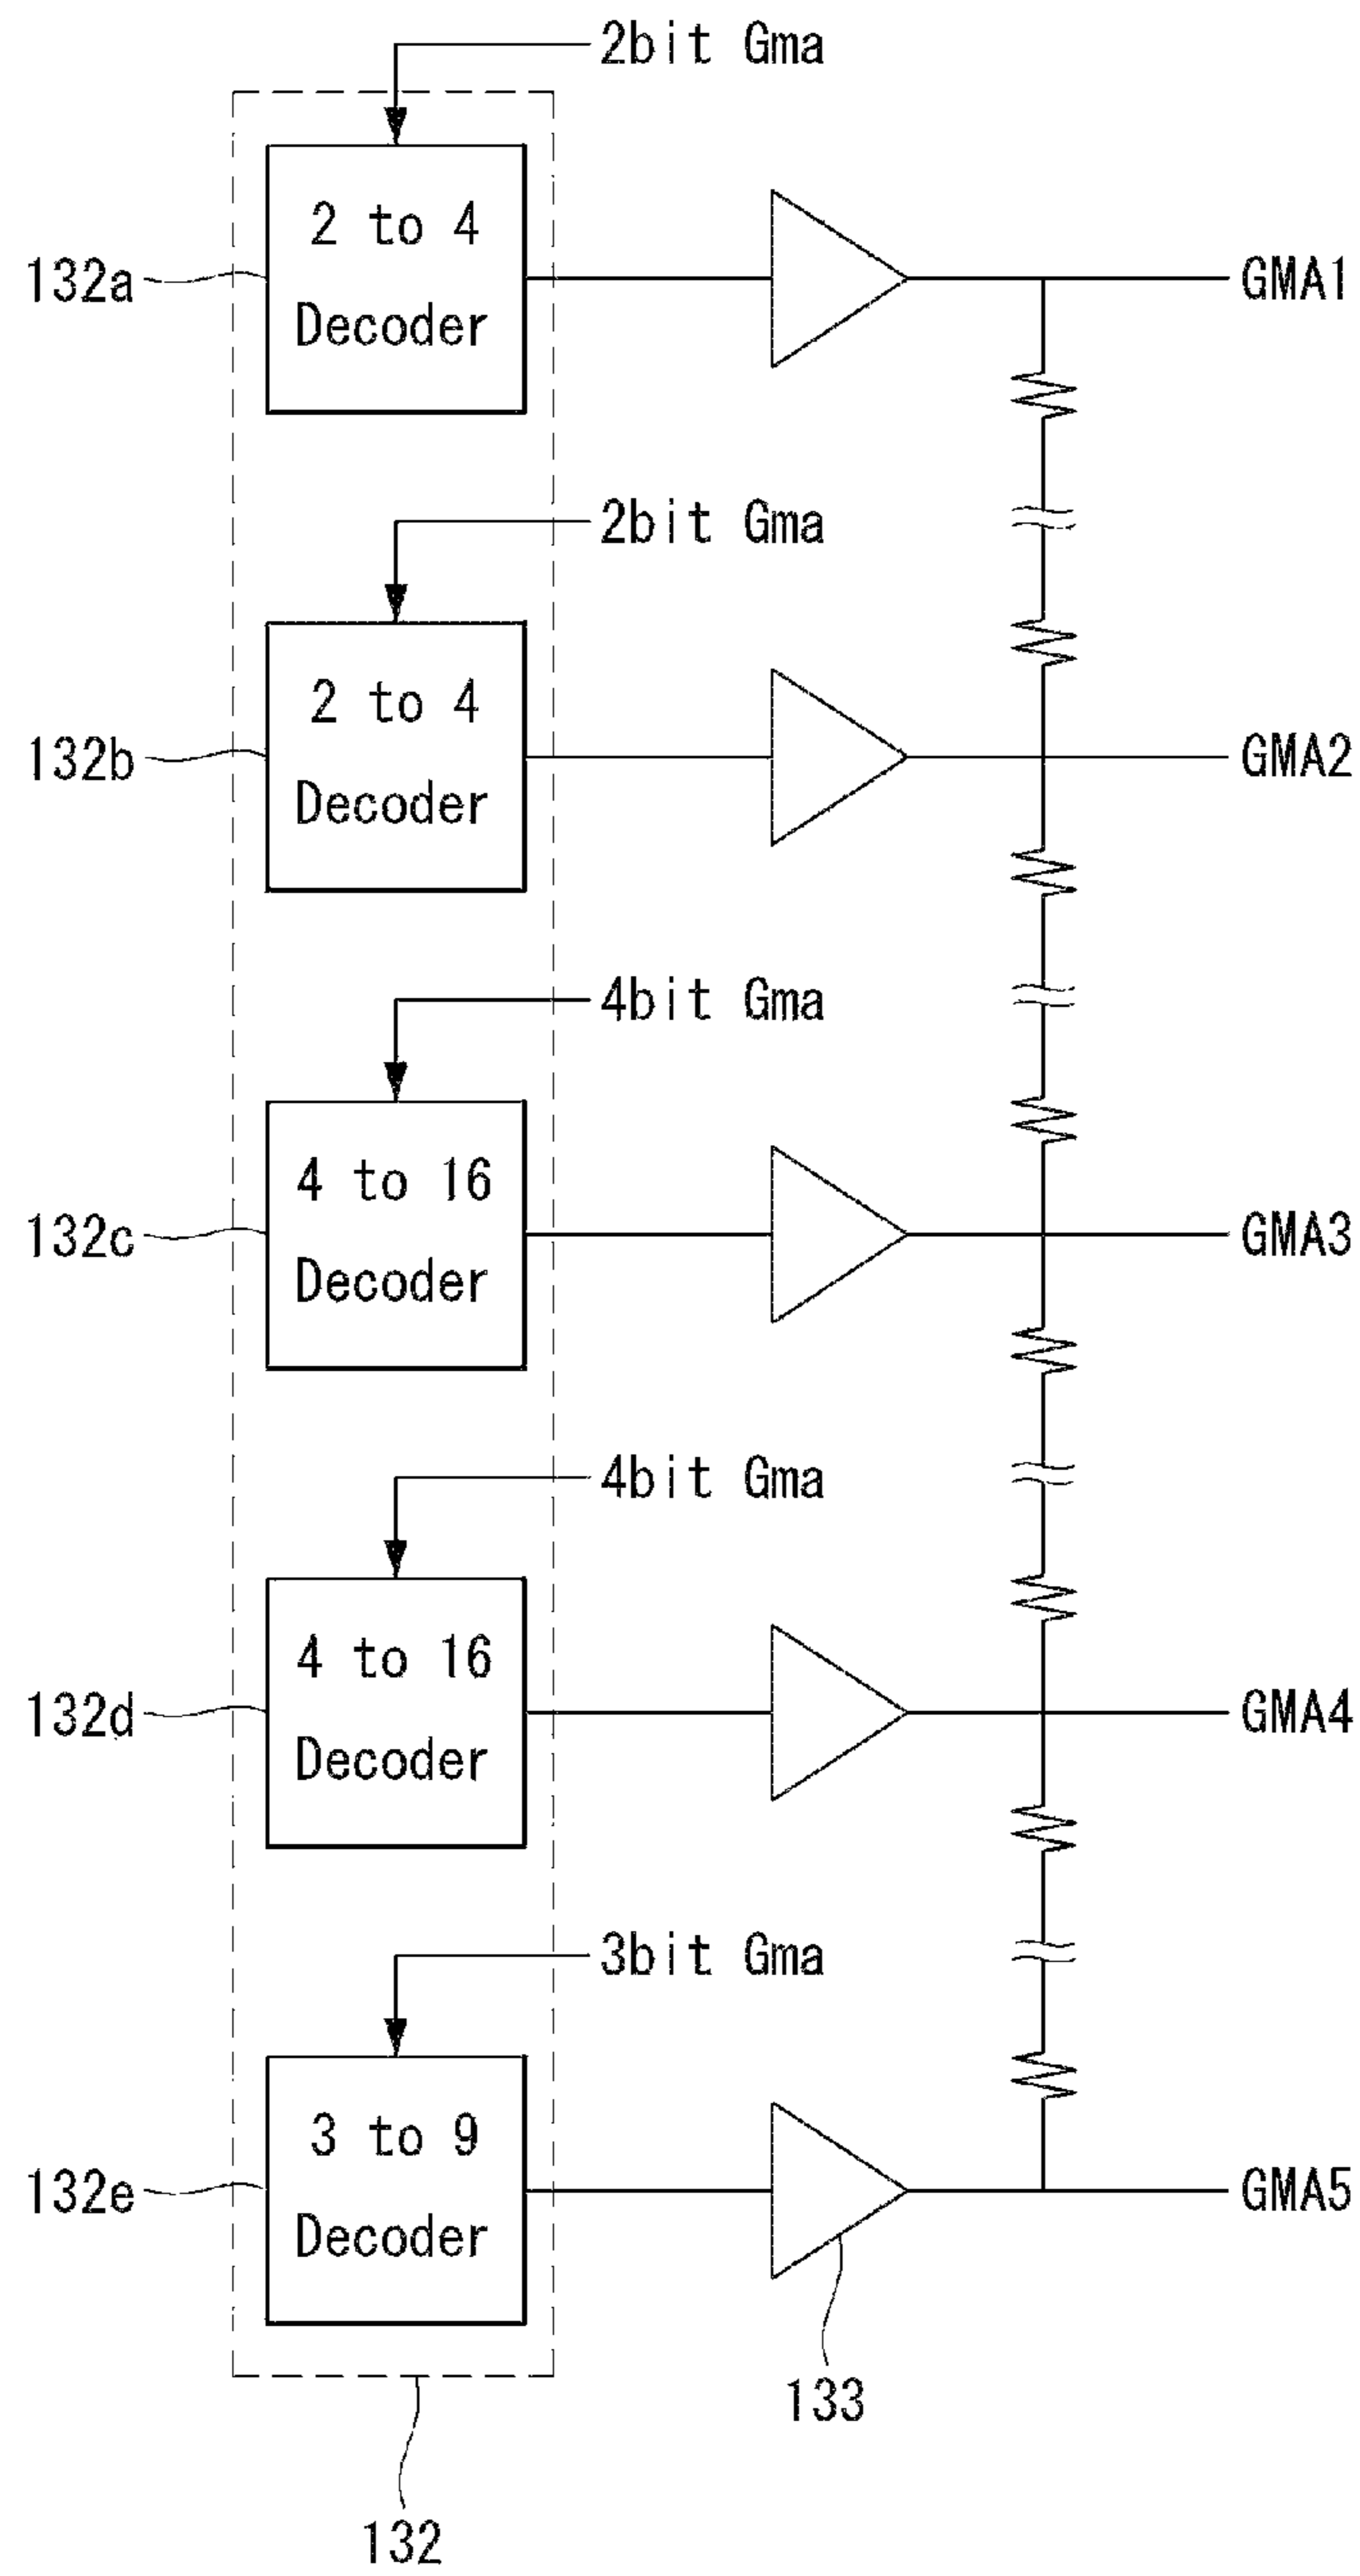 2bit Gma
2 to 4
Decoder
132a
GMA1
2bit Gma
2 to 4
Decoder
132b
GMA2
4bit Gma
4 to 16
Decoder
132c
GMA3
4bit Gma
4 to 16
Decoder
132d
GMA4
3bit Gma
3 to 9
Decoder
132e
GMA5
133
132